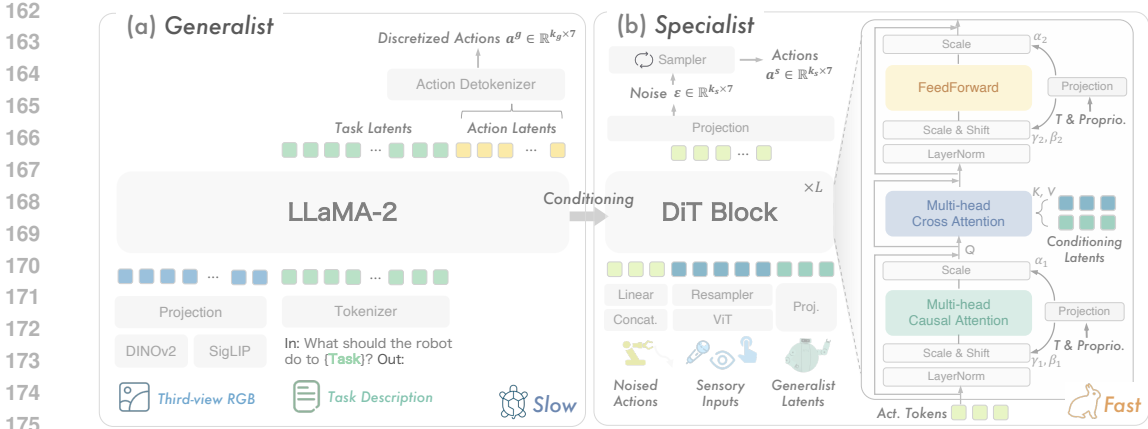 162
163
164
165
166
167
168
169
170
171
172
173
174
175
(a) Generalist
Discretized Actions a^g ∈ ℝ^{k_g×7}
Action Detokenizer
Task Latents
Action Latents
...
...
LLaMA-2
Conditioning
...
...
Projection
Tokenizer
DINOv2
SigLIP
In: What should the robot
do to {Task}? Out:
Third-view RGB
Task Description
Slow
(b) Specialist
Sampler
Actions
a^s ∈ ℝ^{k_s×7}
Noise ε ∈ ℝ^{k_s×7}
Projection
...
×L
DiT Block
Linear
Resampler
Proj.
Concat.
ViT
Noised
Actions
Sensory
Inputs
Generalist
Latents
Scale
α₂
FeedForward
Projection
T & Proprio.
Scale & Shift
γ₂, β₂
LayerNorm
K, V
Multi-head
Cross Attention
Conditioning
Latents
Q
Scale
α₁
Multi-head
Causal Attention
Projection
T & Proprio.
Scale & Shift
γ₁, β₁
LayerNorm
Act. Tokens
Fast